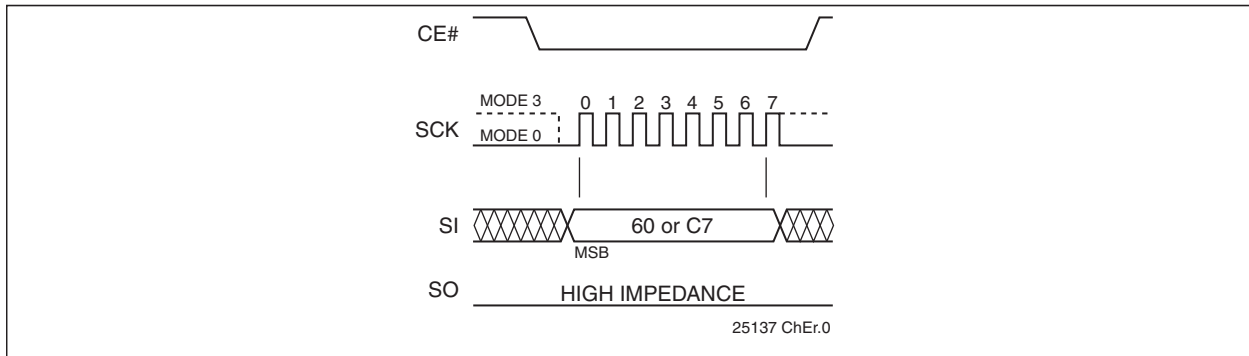 CE#
MODE 3
0 1 2 3 4 5 6 7
SCK
MODE 0
SI
60 or C7
MSB
SO
HIGH IMPEDANCE
25137 ChEr.0